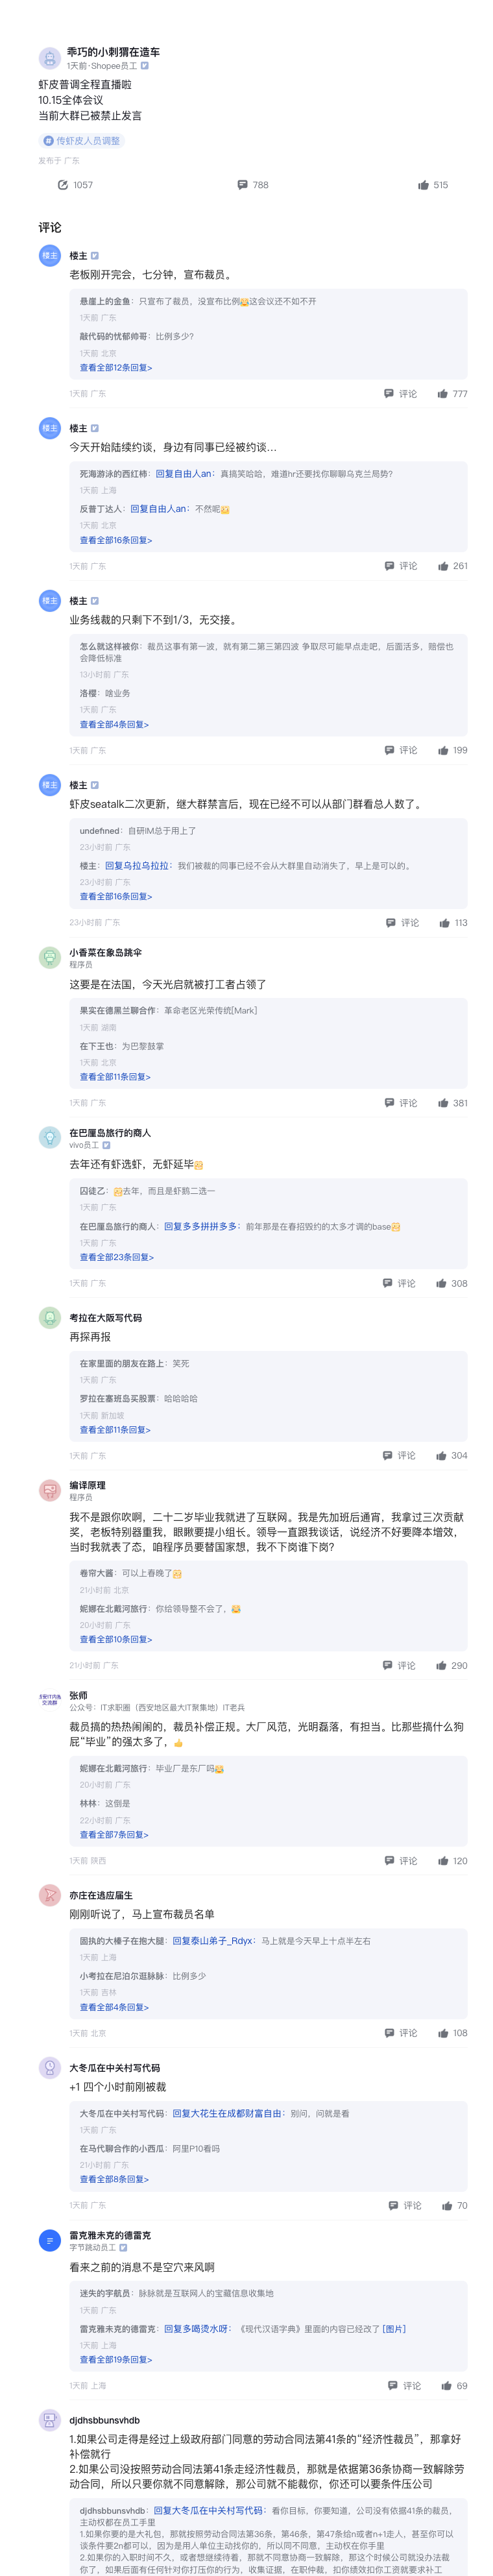 乖巧的小刺猬在造车
1天前·Shopee员工
虾皮普调全程直播啦
10.15全体会议
当前大群已被禁止发言
# 传虾皮人员调整
发布于 广东
1057 788 515
评论
楼主 楼主
老板刚开完会，七分钟，宣布裁员。
悬崖上的金鱼：只宣布了裁员，没宣布比例😹这会议还不如不开
1天前 广东
敲代码的忧郁帅哥：比例多少？
1天前 北京
查看全部12条回复>
1天前 广东 评论 777
楼主 楼主
今天开始陆续约谈，身边有同事已经被约谈...
死海游泳的西红柿：回复自由人an：真搞笑哈哈，难道hr还要找你聊聊乌克兰局势？
1天前 上海
反普丁达人：回复自由人an：不然呢
1天前 北京
查看全部16条回复>
1天前 广东 评论 261
楼主 楼主
业务线裁的只剩下不到1/3，无交接。
怎么就这样被你：裁员这事有第一波，就有第二第三第四波 争取尽可能早点走吧，后面活多，赔偿也
会降低标准
13小时前 广东
洛樱：啥业务
1天前 广东
查看全部4条回复>
1天前 广东 评论 199
楼主 楼主
虾皮seatalk二次更新，继大群禁言后，现在已经不可以从部门群看总人数了。
undefined：自研IM总于用上了
23小时前 广东
楼主：回复乌拉乌拉拉：我们被裁的同事已经不会从大群里自动消失了，早上是可以的。
23小时前 广东
查看全部16条回复>
23小时前 广东 评论 113
小香菜在象岛跳伞
程序员
这要是在法国，今天光启就被打工者占领了
果实在德黑兰聊合作：革命老区光荣传统[Mark]
1天前 湖南
在下王也：为巴黎鼓掌
1天前 北京
查看全部11条回复>
1天前 广东 评论 381
在巴厘岛旅行的商人
vivo员工
去年还有虾选虾，无虾延毕
囚徒乙：去年，而且是虾鹅二选一
1天前 广东
在巴厘岛旅行的商人：回复多多拼拼多多：前年那是在春招毁约的太多才调的base
1天前 广东
查看全部23条回复>
1天前 广东 评论 308
考拉在大阪写代码
再探再报
在家里面的朋友在路上：笑死
1天前 广东
罗拉在塞班岛买股票：哈哈哈哈
1天前 新加坡
查看全部11条回复>
1天前 广东 评论 304
编译原理
程序员
我不是跟你吹啊，二十二岁毕业我就进了互联网。我是先加班后通宵，我拿过三次贡献
奖，老板特别器重我，眼瞅要提小组长。领导一直跟我谈话，说经济不好要降本增效，
当时我就表了态，咱程序员要替国家想，我不下岗谁下岗？
卷帘大酱：可以上春晚了
21小时前 北京
妮娜在北戴河旅行：你给领导整不会了，
20小时前 广东
查看全部10条回复>
21小时前 广东 评论 290
张师
公众号：IT求职圈（西安地区最大IT聚集地）IT老兵
裁员搞的热热闹闹的，裁员补偿正规。大厂风范，光明磊落，有担当。比那些搞什么狗
屁“毕业”的强太多了，👍
妮娜在北戴河旅行：毕业厂是东厂吗
20小时前 广东
林林：这倒是
22小时前 广东
查看全部7条回复>
1天前 陕西 评论 120
亦庄在逃应届生
刚刚听说了，马上宣布裁员名单
固执的大榛子在抱大腿：回复泰山弟子_Rdyx：马上就是今天早上十点半左右
1天前 上海
小考拉在尼泊尔逛脉脉：比例多少
1天前 吉林
查看全部4条回复>
1天前 北京 评论 108
大冬瓜在中关村写代码
+1 四个小时前刚被裁
大冬瓜在中关村写代码：回复大花生在成都财富自由：别问，问就是看
1天前 广东
在马代聊合作的小西瓜：阿里P10看吗
21小时前 广东
查看全部8条回复>
1天前 广东 评论 70
雷克雅未克的德雷克
字节跳动员工
看来之前的消息不是空穴来风啊
迷失的宇航员：脉脉就是互联网人的宝藏信息收集地
1天前 广东
雷克雅未克的德雷克：回复多喝烫水呀：《现代汉语字典》里面的内容已经改了 [图片]
1天前 上海
查看全部19条回复>
1天前 上海 评论 69
djdhsbbunsvhdb
1.如果公司走得是经过上级政府部门同意的劳动合同法第41条的“经济性裁员”，那拿好
补偿就行
2.如果公司没按照劳动合同法第41条走经济性裁员，那就是依据第36条协商一致解除劳
动合同，所以只要你就不同意解除，那公司就不能裁你，你还可以要条件压公司
djdhsbbunsvhdb：回复大冬瓜在中关村写代码：看你目标，你要知道，公司没有依据41条的裁员，
主动权都在员工手里
1.如果你要的是大礼包，那就按照劳动合同法第36条，第46条，第47条给n或者n+1走人，甚至你可以
谈条件要2n都可以，因为是用人单位主动找你的，所以同不同意，主动权在你手里
2.如果你的入职时间不久，或者想继续待着，那就不同意协商一致解除，那这个时候公司就没办法裁
你了，如果后面有任何针对你打压你的行为，收集证据，在职仲裁，扣你绩效扣你工资就要求补工